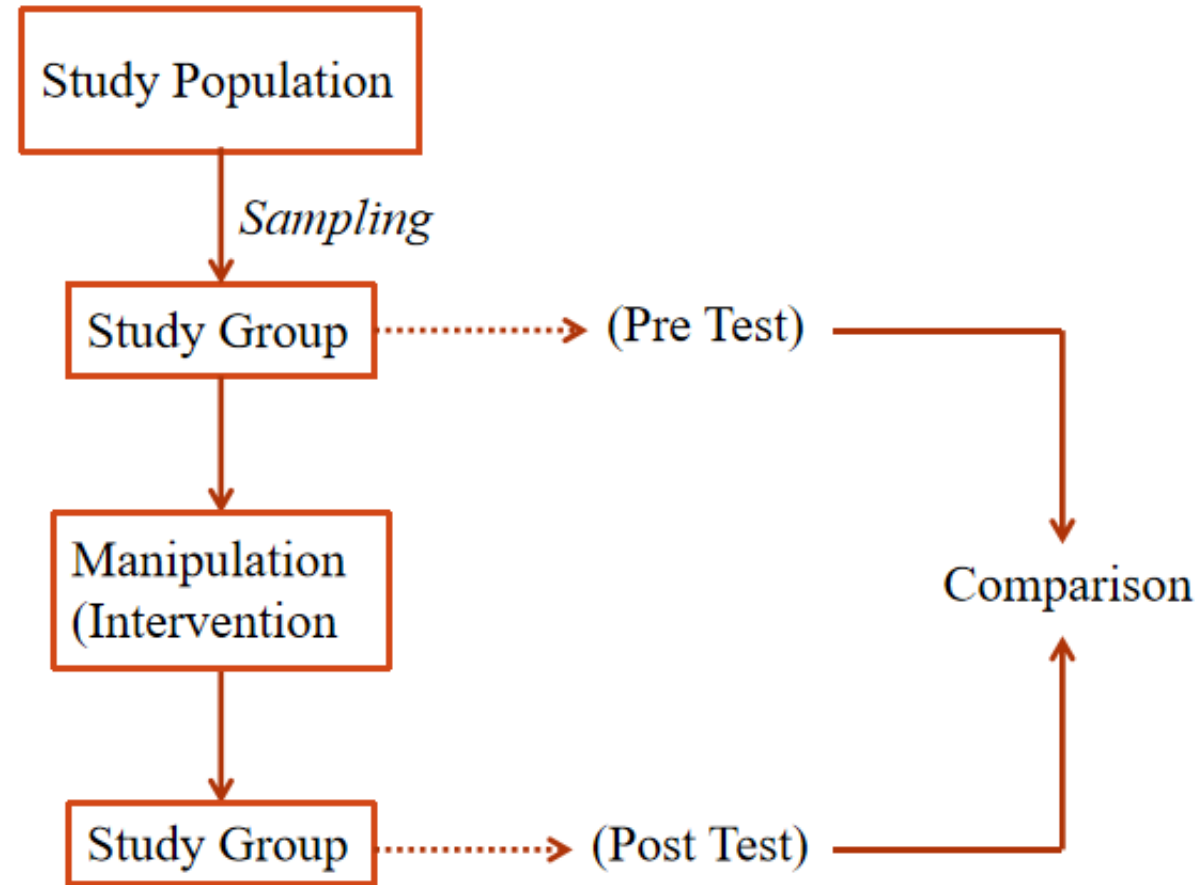 Study Population
Sampling
Study Group
(Pre Test)
Manipulation
(Intervention
Comparison
Study Group
(Post Test)